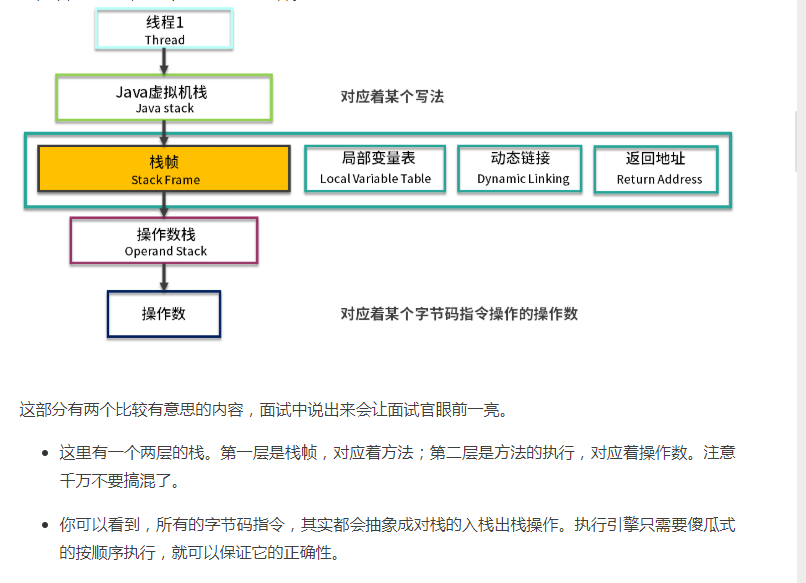 线程1
Thread
Java虚拟机栈
Java stack
对应着某个写法
栈帧
Stack Frame
局部变量表
Local Variable Table
动态链接
Dynamic Linking
返回地址
Return Address
操作数栈
Operand Stack
操作数
对应着某个字节码指令操作的操作数
这部分有两个比较有意思的内容，面试中说出来会让面试官眼前一亮。
这里有一个两层的栈。第一层是栈帧，对应着方法；第二层是方法的执行，对应着操作数。注意
千万不要搞混了。
你可以看到，所有的字节码指令，其实都会抽象成对栈的入栈出栈操作。执行引擎只需要傻瓜式
的按顺序执行，就可以保证它的正确性。